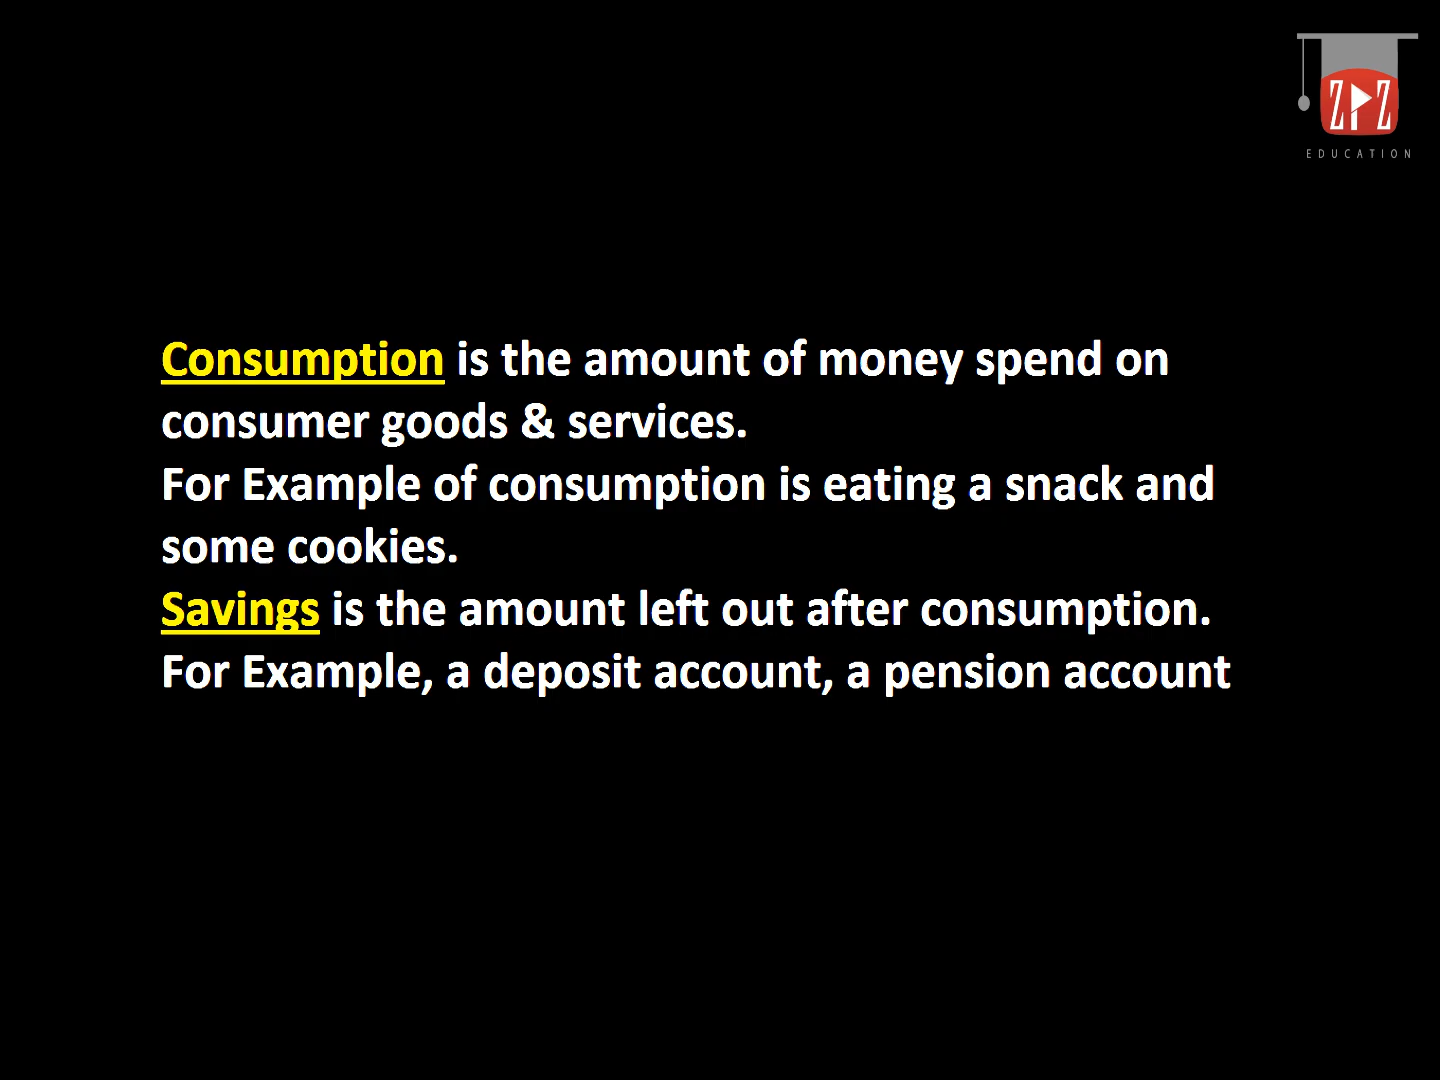 ZPZ
EDUCATION
Consumption is the amount of money spend on
consumer goods & services.
For Example of consumption is eating a snack and
some cookies.
Savings is the amount left out after consumption.
For Example, a deposit account, a pension account